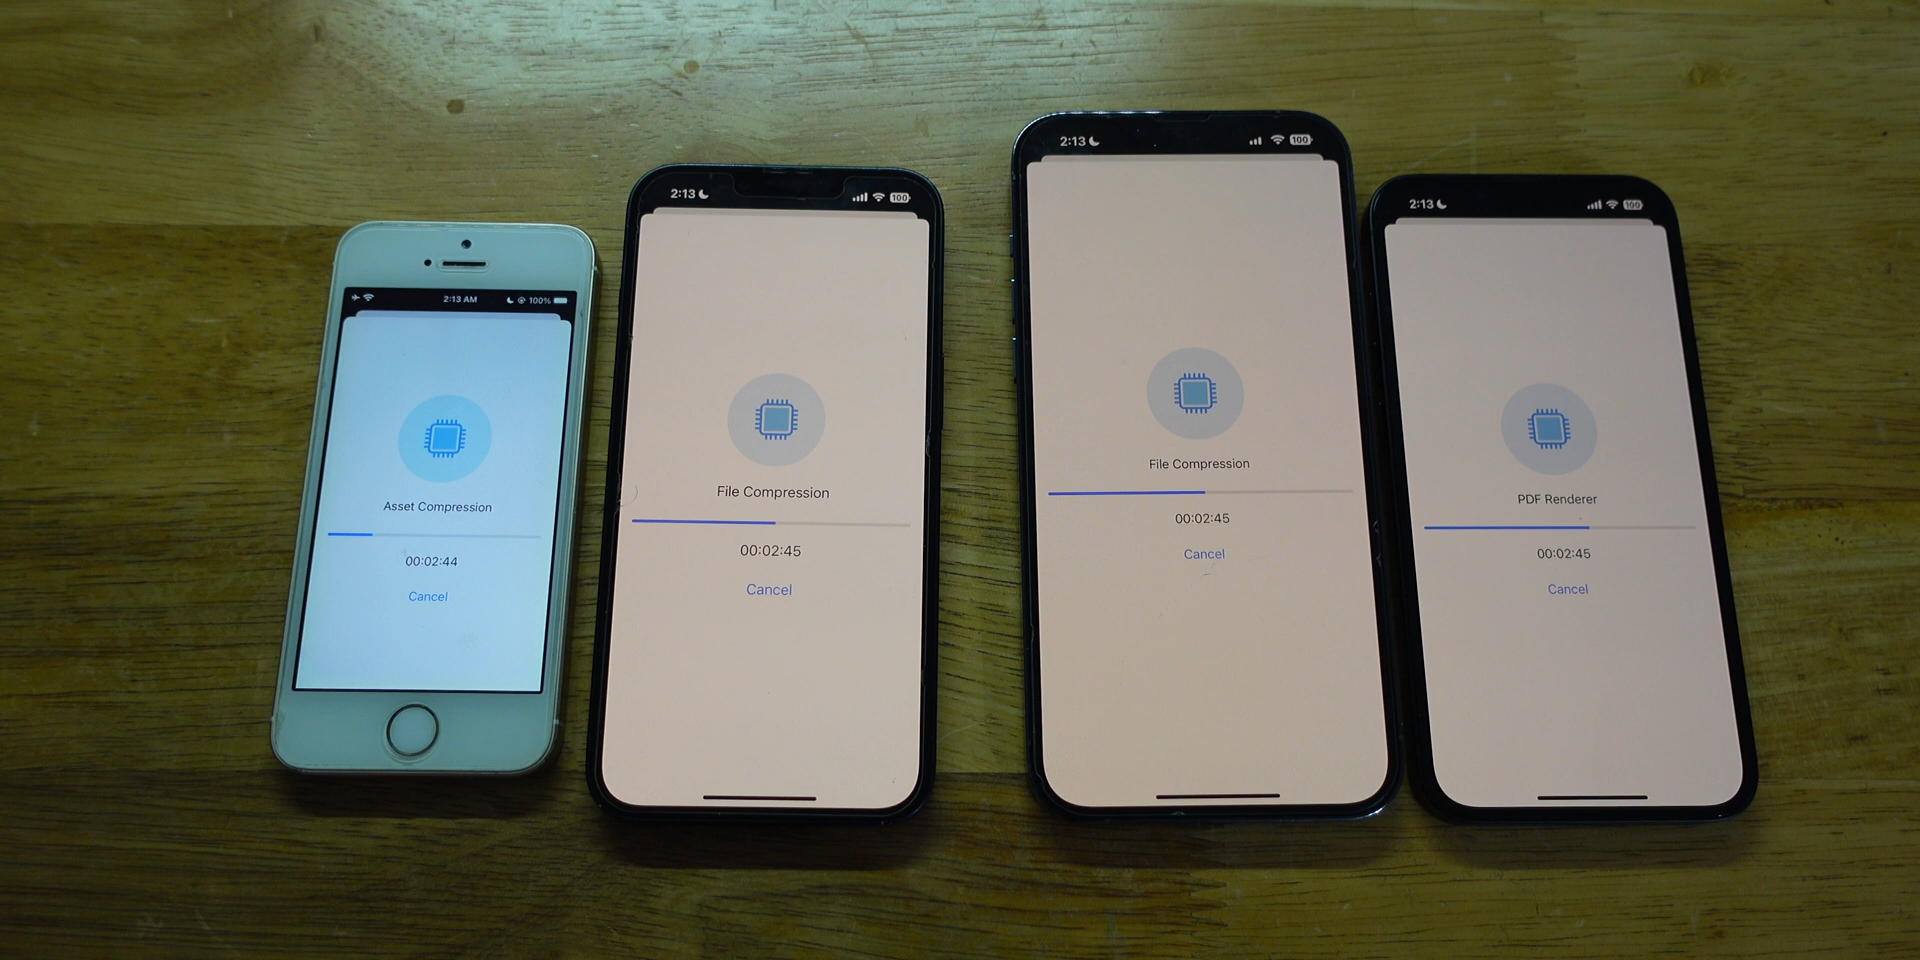 2:13 AM
100%
Asset Compression
00:02:44
Cancel
2:13
100
File Compression
00:02:45
Cancel
2:13
100
File Compression
00:02:45
Cancel
2:13
100
PDF Renderer
00:02:45
Cancel